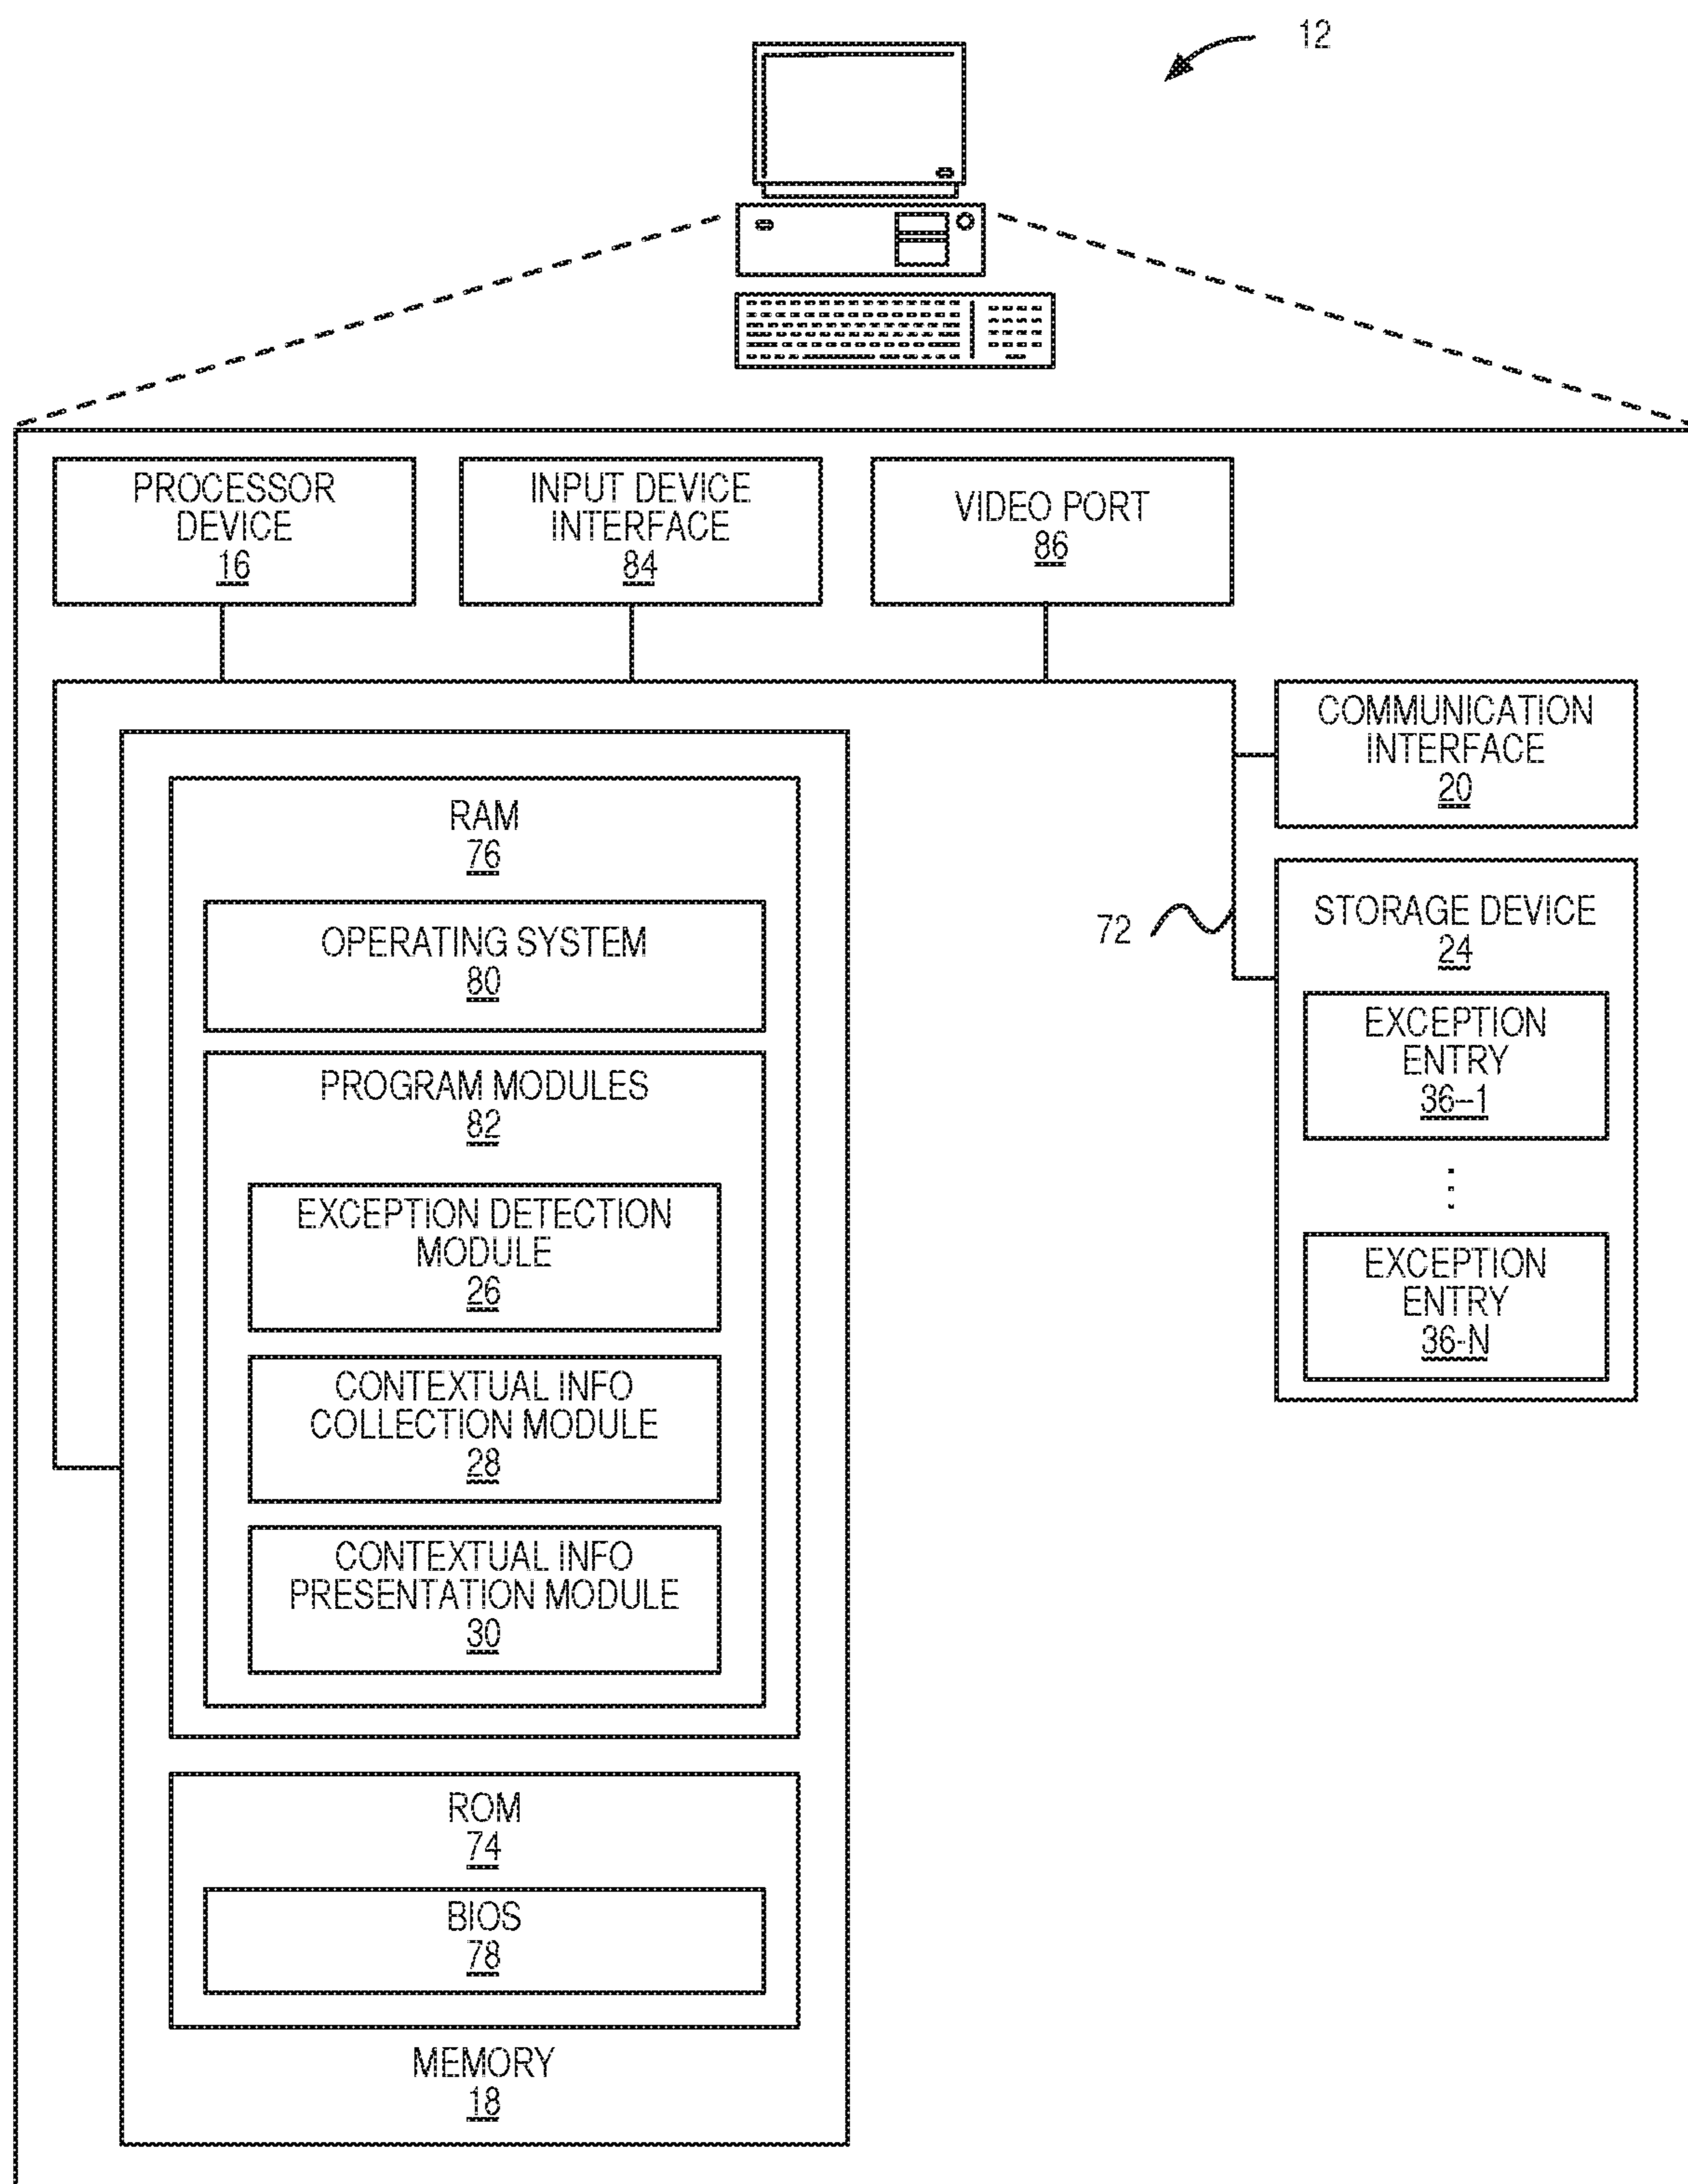 12
PROCESSOR
DEVICE
16
INPUT DEVICE
INTERFACE
84
VIDEO PORT
86
COMMUNICATION
INTERFACE
20
RAM
76
OPERATING SYSTEM
80
72
STORAGE DEVICE
24
EXCEPTION
ENTRY
36–1
⋮
EXCEPTION
ENTRY
36-N
PROGRAM MODULES
82
EXCEPTION DETECTION
MODULE
26
CONTEXTUAL INFO
COLLECTION MODULE
28
CONTEXTUAL INFO
PRESENTATION MODULE
30
ROM
74
BIOS
78
MEMORY
18